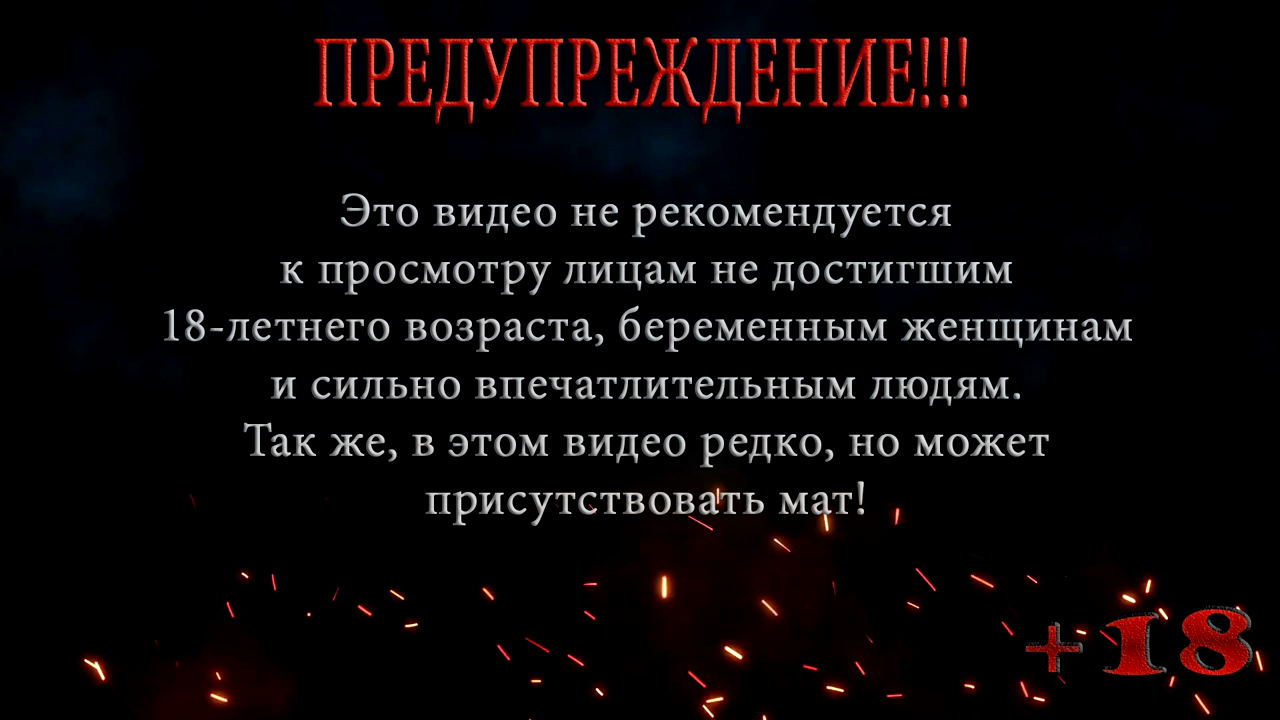 ПРЕДУПРЕЖДЕНИЕ!!!
Это видео не рекомендуется
к просмотру лицам не достигшим
18-летнего возраста, беременным женщинам
и сильно впечатлительным людям.
Так же, в этом видео редко, но может
присутствовать мат!
+18